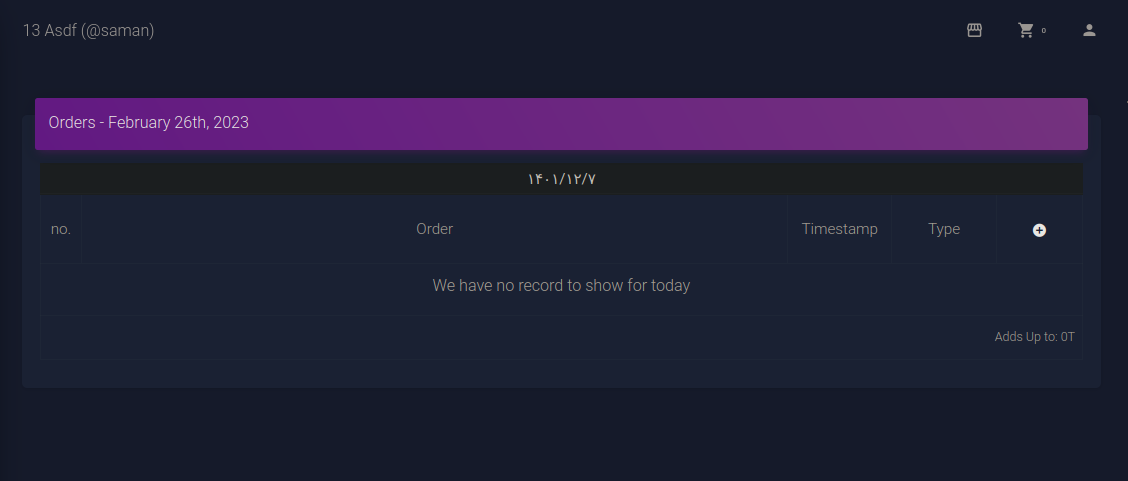 13 Asdf (@saman)
0
Orders - February 26th, 2023
۱۴۰۱/۱۲/۷
no. Order Timestamp Type
We have no record to show for today
Adds Up to: 0T